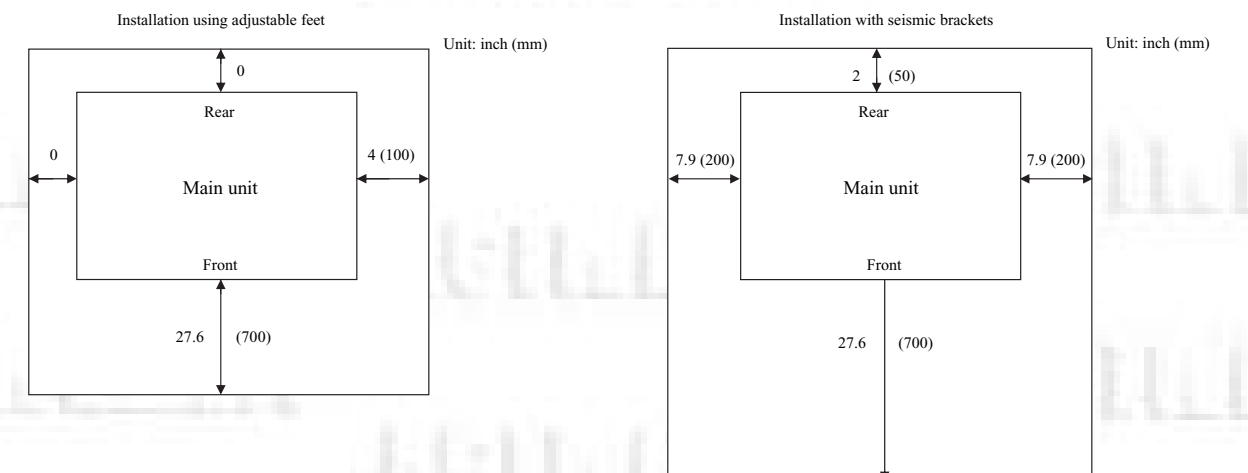 Installation using adjustable feet
Unit: inch (mm)
0
Rear
0
4 (100)
Main unit
Front
27.6 (700)
Installation with seismic brackets
Unit: inch (mm)
2 (50)
Rear
7.9 (200)
7.9 (200)
Main unit
Front
27.6 (700)